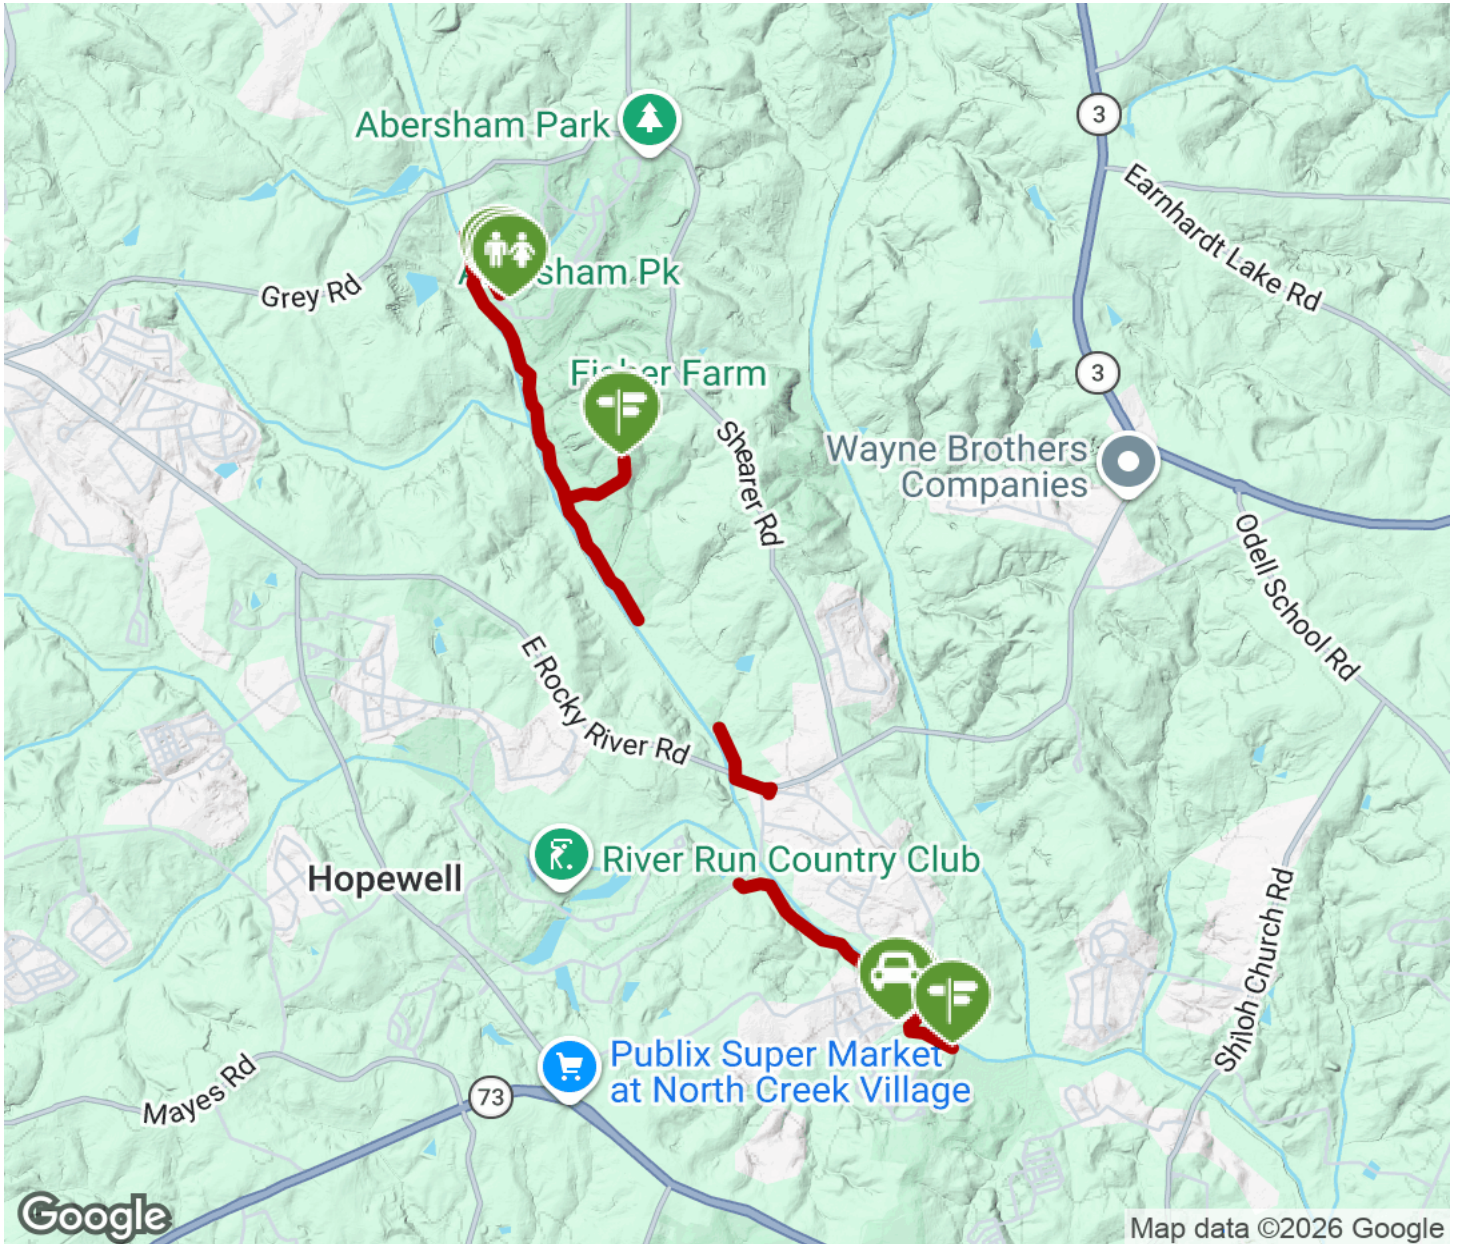 Abersham Park
3
Earnhardt Lake Rd
sham Pk
Grey Rd
Farm
3
Shearer Rd
Wayne Brothers
Companies
Odell School Rd
E Rocky River Rd
River Run Country Club
Hopewell
Shiloh Church Rd
Publix Super Market
at North Creek Village
Mayes Rd
73
Google
Map data ©2026 Google